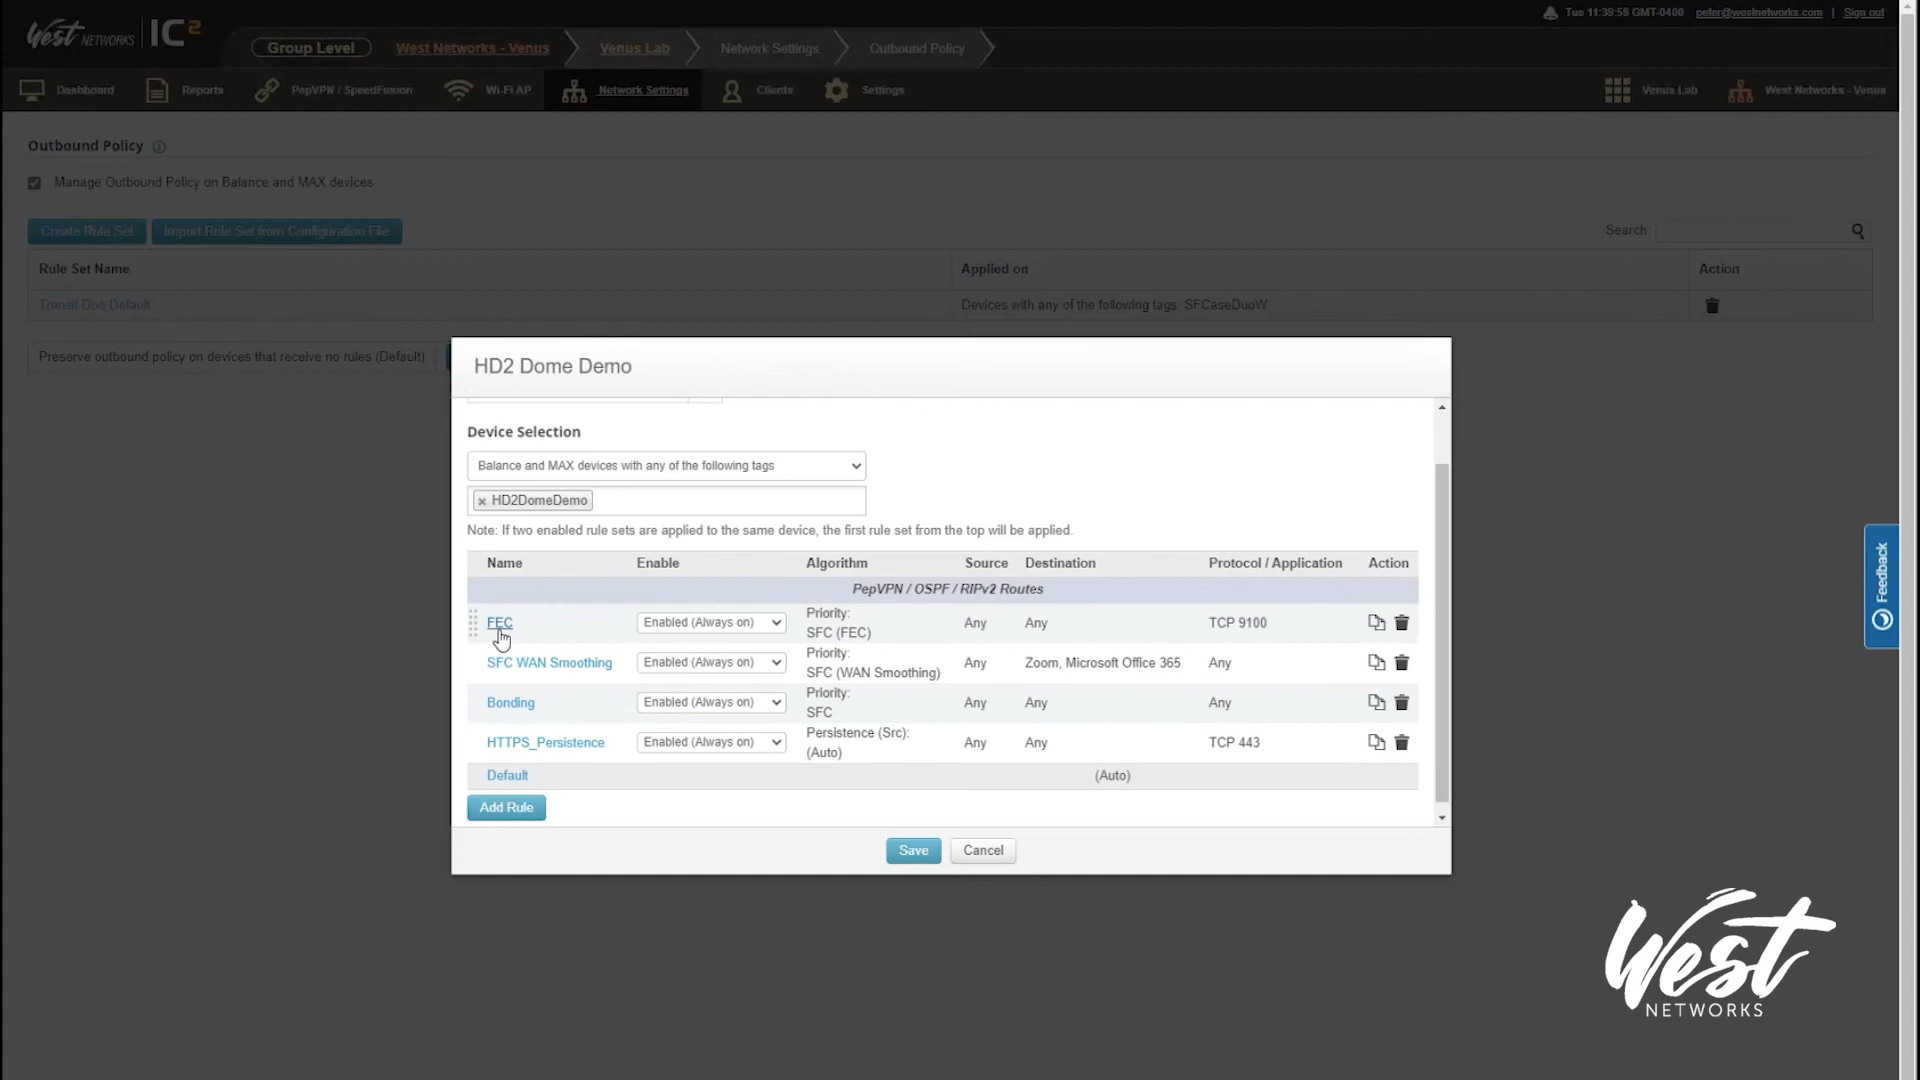 West NETWORKS IC2
Tue 11:39:59 GMT-0400 peter@westnetworks.com | Sign out
Group Level West Networks - Venus Venus Lab Network Settings Outbound Policy
Dashboard Reports PepVPN / SpeedFusion Wi-Fi AP Network Settings Clients Settings Venus Lab West Networks - Venus
Outbound Policy
Manage Outbound Policy on Balance and MAX devices
Create Rule Set Import Rule Set from Configuration File Search:
Rule Set Name Applied on Action
Transit Duo Default Devices with any of the following tags SFCaseDuoW
Preserve outbound policy on devices that receive no rules (Default)
HD2 Dome Demo
Device Selection
Balance and MAX devices with any of the following tags
× HD2DomeDemo
Note: If two enabled rule sets are applied to the same device, the first rule set from the top will be applied.
Name Enable Algorithm Source Destination Protocol / Application Action
PepVPN / OSPF / RIPv2 Routes
FEC Enabled (Always on) Priority: SFC (FEC) Any Any TCP 9100
SFC WAN Smoothing Enabled (Always on) Priority: SFC (WAN Smoothing) Any Zoom, Microsoft Office 365 Any
Bonding Enabled (Always on) Priority: SFC Any Any Any
HTTPS_Persistence Enabled (Always on) Persistence (Src): (Auto) Any Any TCP 443
Default (Auto)
Add Rule
Save Cancel
Feedback
West
NETWORKS